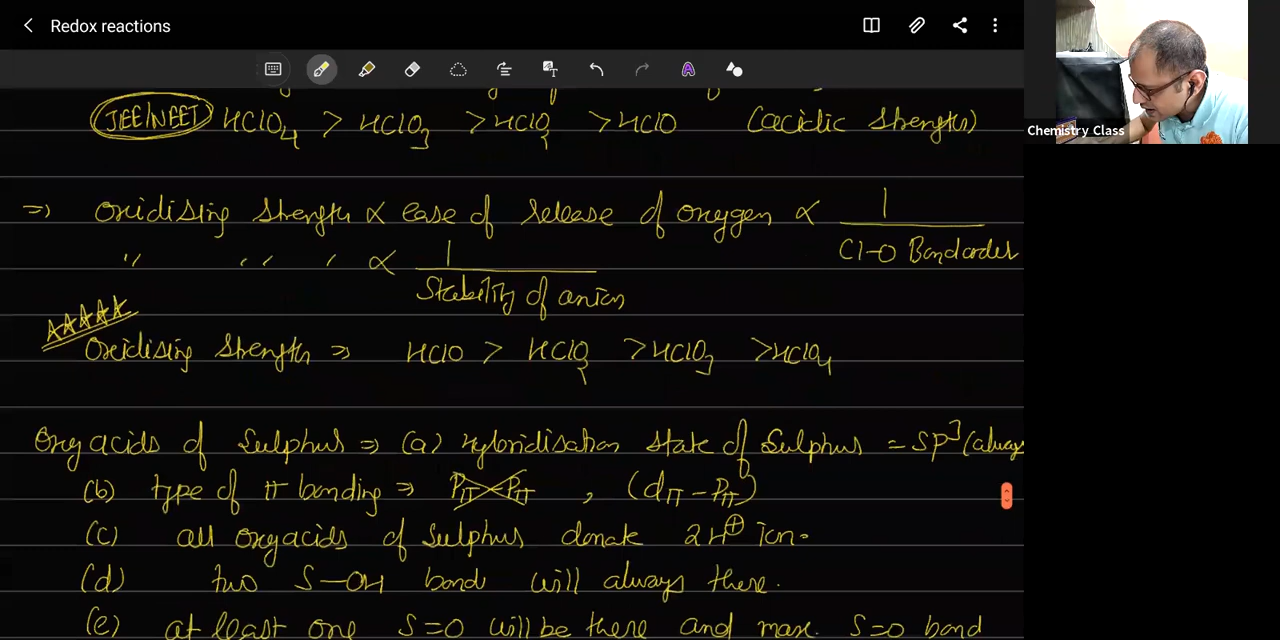 Redox reactions
JEE/NEET HClO4 > HClO3 > HClO2 > HClO (acidic strength)
Chemistry Class
=> Oxidising strength ∝ ease of release of oxygen ∝ 1/Cl-O Bond order
" " " ∝ 1/Stability of anion
☆☆☆☆☆
Oxidising strength => HClO > HClO2 > HClO3 > HClO4
Oxyacids of Sulphur => (a) Hybridisation state of Sulphur = SP3 (always
(b) type of π bonding => Pπ-Pπ , (dπ-Pπ)
(c) all oxyacids of Sulphur donate 2H⊕ ion.
(d) two S-OH bond will always there.
(e) at least one S=O will be there and max. S=O bond